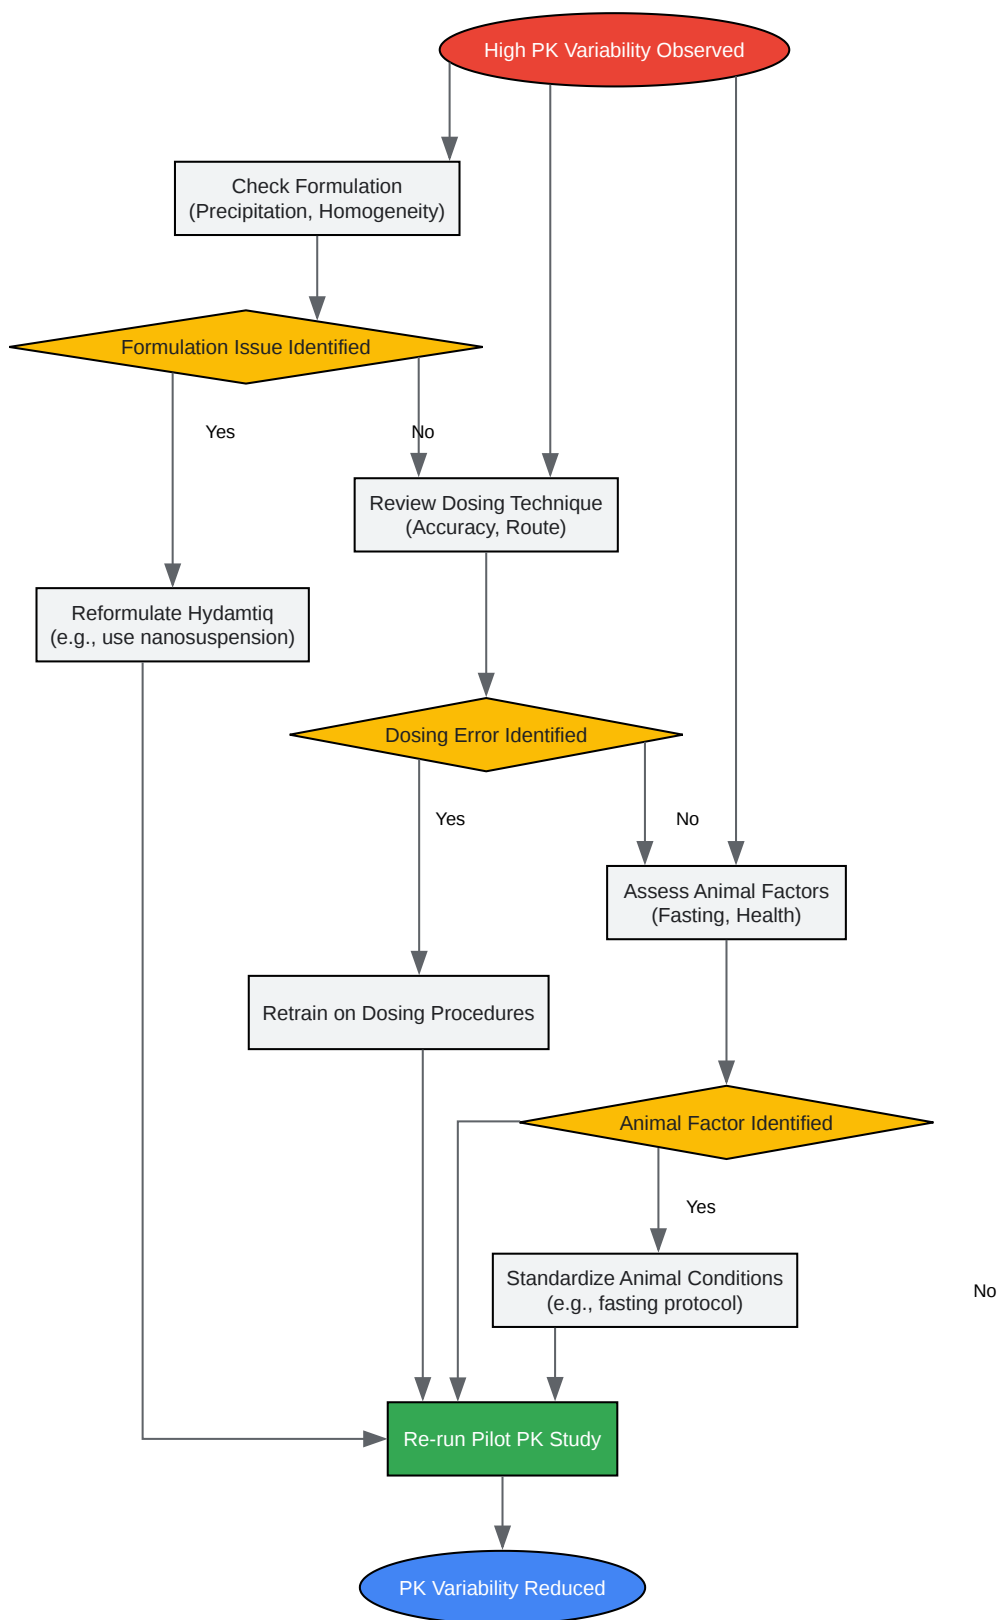 High PK Variability Observed
Check Formulation
(Precipitation, Homogeneity)
Formulation Issue Identified
Yes
No
Review Dosing Technique
(Accuracy, Route)
Reformulate Hydamtiq
(e.g., use nanosuspension)
Dosing Error Identified
Yes
No
Assess Animal Factors
(Fasting, Health)
Retrain on Dosing Procedures
Animal Factor Identified
Yes
Standardize Animal Conditions
(e.g., fasting protocol)
No
Re-run Pilot PK Study
PK Variability Reduced